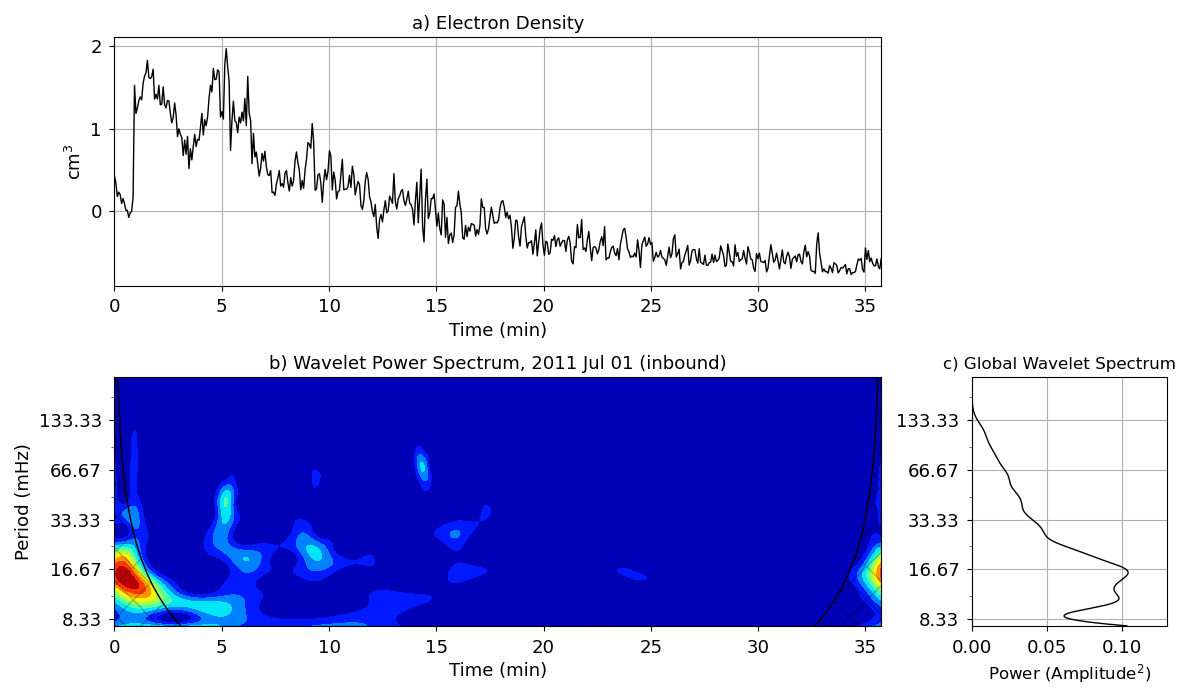 a) Electron Density
2
1
0
cm³
0 5 10 15 20 25 30 35
Time (min)
b) Wavelet Power Spectrum, 2011 Jul 01 (inbound)
133.33
66.67
33.33
16.67
8.33
Period (mHz)
0 5 10 15 20 25 30 35
Time (min)
c) Global Wavelet Spectrum
133.33
66.67
33.33
16.67
8.33
0.00 0.05 0.10
Power (Amplitude²)